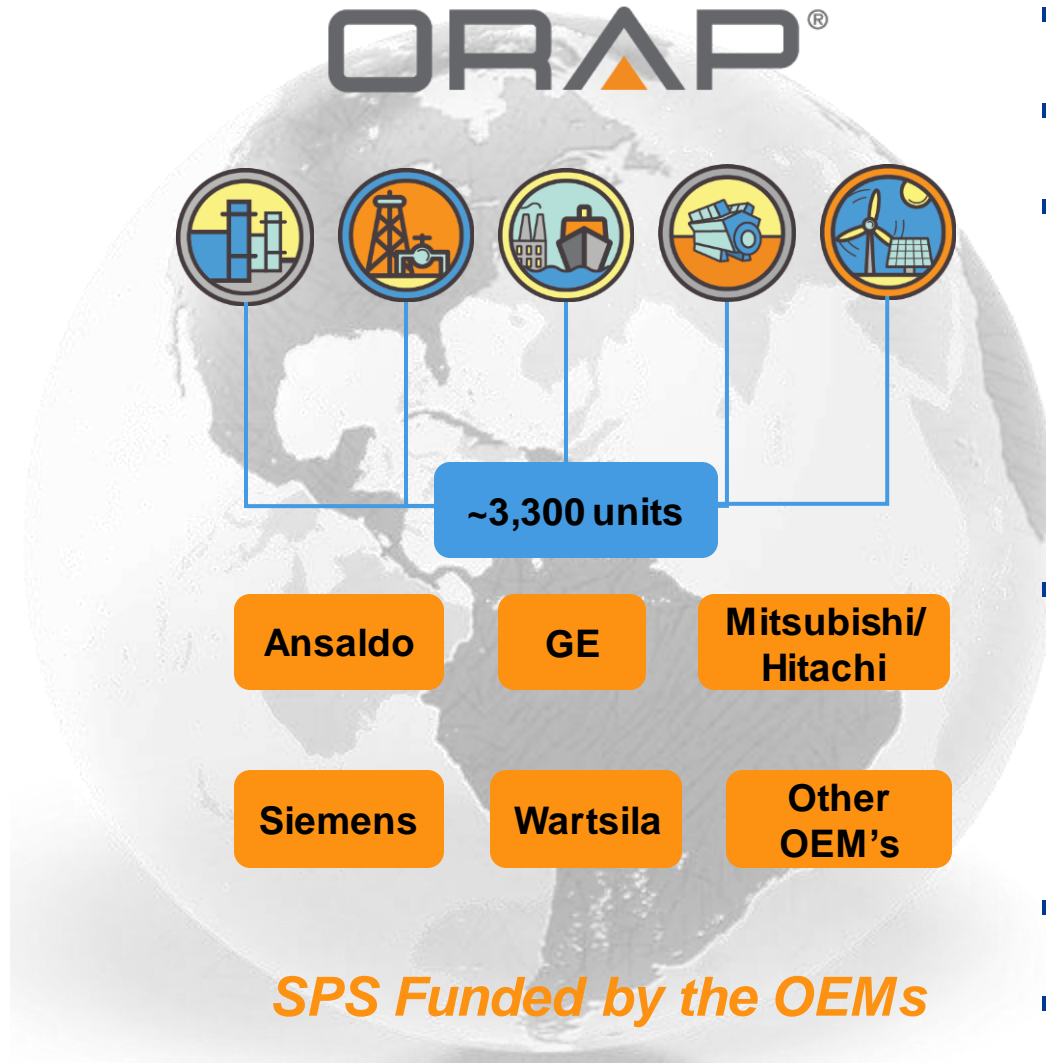 ORAP®
~3,300 units
Ansaldo
GE
Mitsubishi/
Hitachi
Siemens
Wartsila
Other
OEM's
SPS Funded by the OEMs